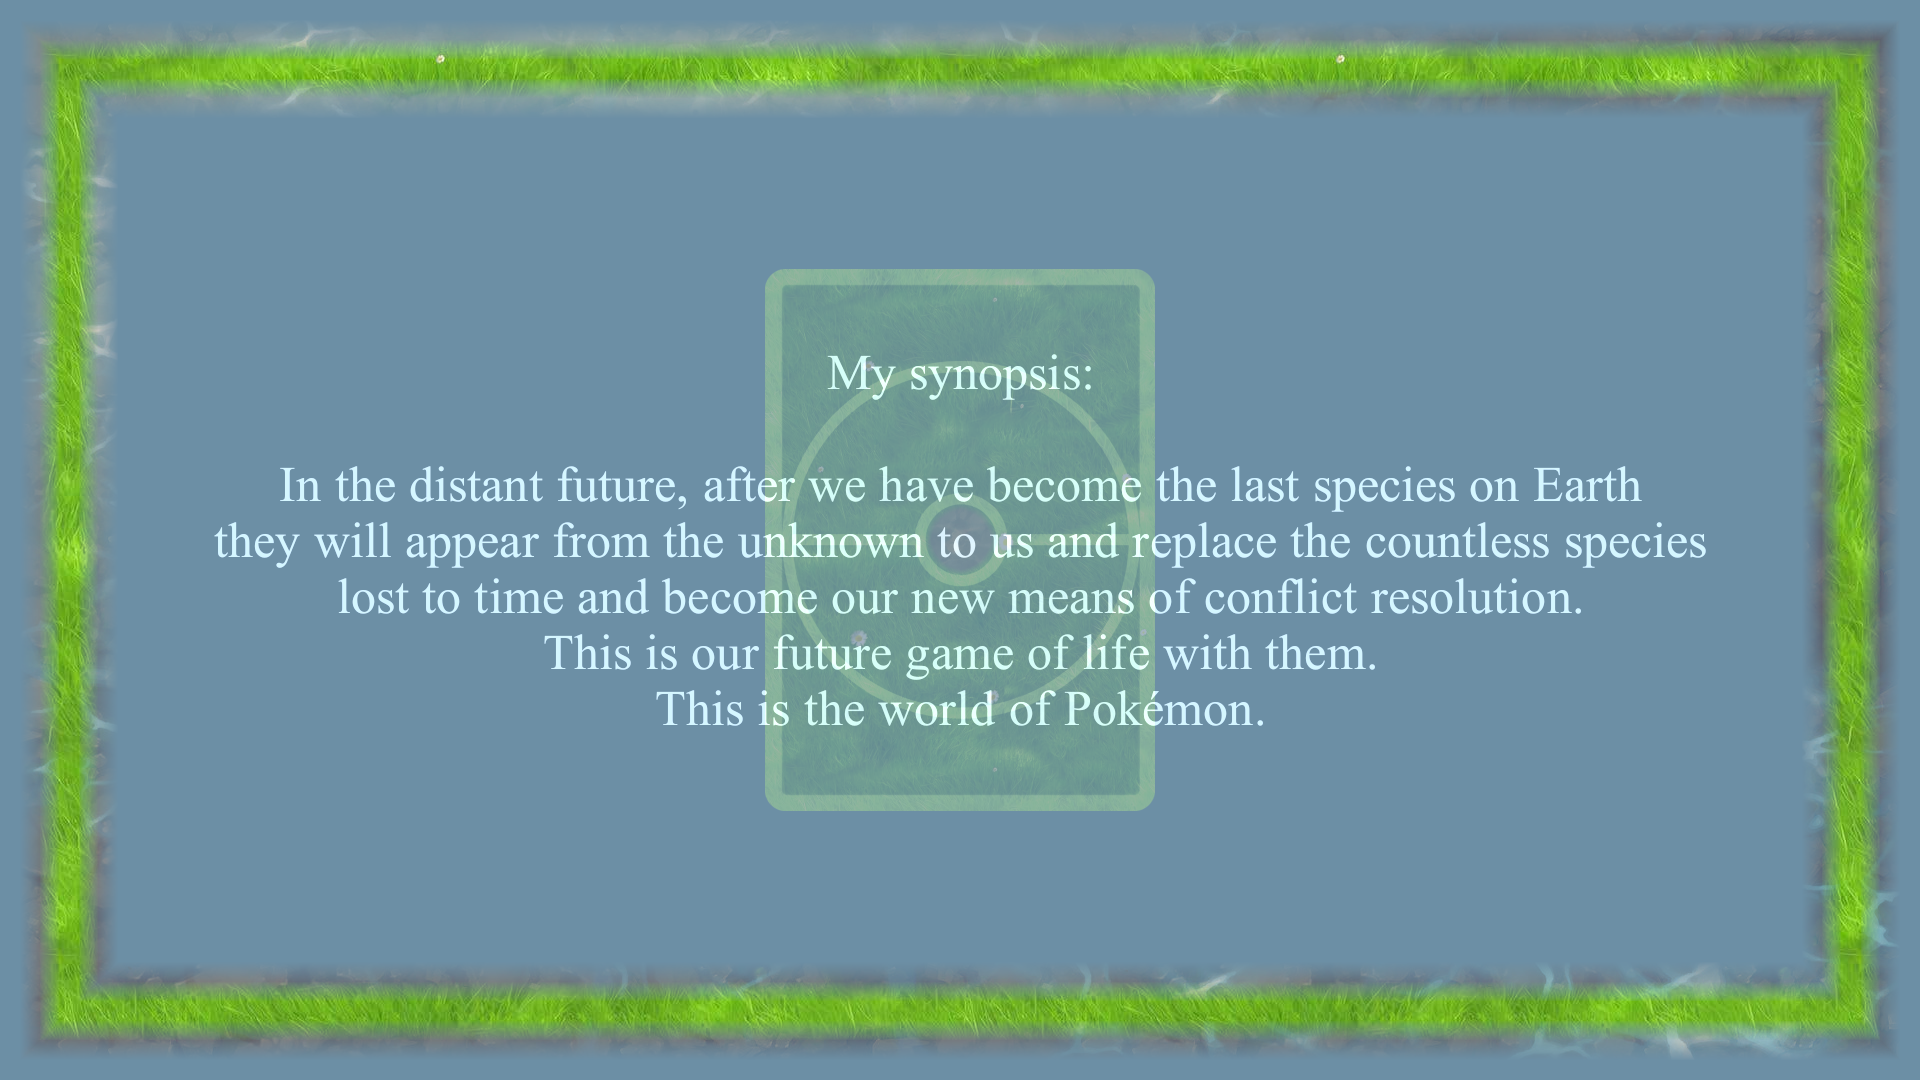 My synopsis:
In the distant future, after we have become the last species on Earth
they will appear from the unknown to us and replace the countless species
lost to time and become our new means of conflict resolution.
This is our future game of life with them.
This is the world of Pokémon.